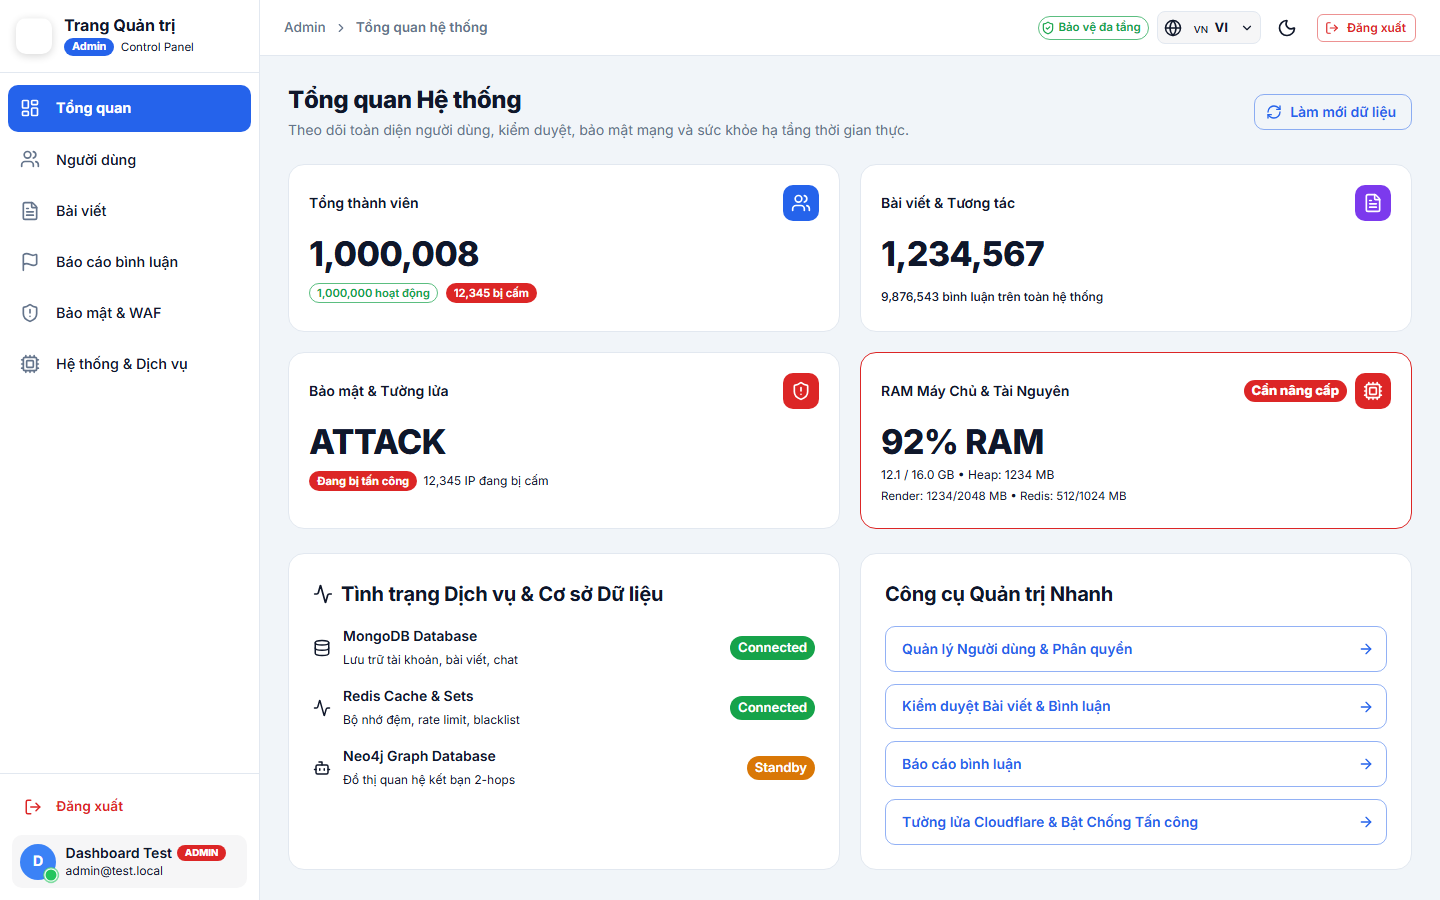 Trang Quản trị
Admin Control Panel
Admin > Tổng quan hệ thống
Bảo vệ đa tầng
VN VI
Đăng xuất
Tổng quan
Người dùng
Bài viết
Báo cáo bình luận
Bảo mật & WAF
Hệ thống & Dịch vụ
Đăng xuất
D
Dashboard Test ADMIN
admin@test.local
Tổng quan Hệ thống
Theo dõi toàn diện người dùng, kiểm duyệt, bảo mật mạng và sức khỏe hạ tầng thời gian thực.
Làm mới dữ liệu
Tổng thành viên
1,000,008
1,000,000 hoạt động 12,345 bị cấm
Bài viết & Tương tác
1,234,567
9,876,543 bình luận trên toàn hệ thống
Bảo mật & Tường lửa
ATTACK
Đang bị tấn công 12,345 IP đang bị cấm
RAM Máy Chủ & Tài Nguyên
Cần nâng cấp
92% RAM
12.1 / 16.0 GB • Heap: 1234 MB
Render: 1234/2048 MB • Redis: 512/1024 MB
Tình trạng Dịch vụ & Cơ sở Dữ liệu
MongoDB Database
Lưu trữ tài khoản, bài viết, chat
Connected
Redis Cache & Sets
Bộ nhớ đệm, rate limit, blacklist
Connected
Neo4j Graph Database
Đồ thị quan hệ kết bạn 2-hops
Standby
Công cụ Quản trị Nhanh
Quản lý Người dùng & Phân quyền
Kiểm duyệt Bài viết & Bình luận
Báo cáo bình luận
Tường lửa Cloudflare & Bật Chống Tấn công